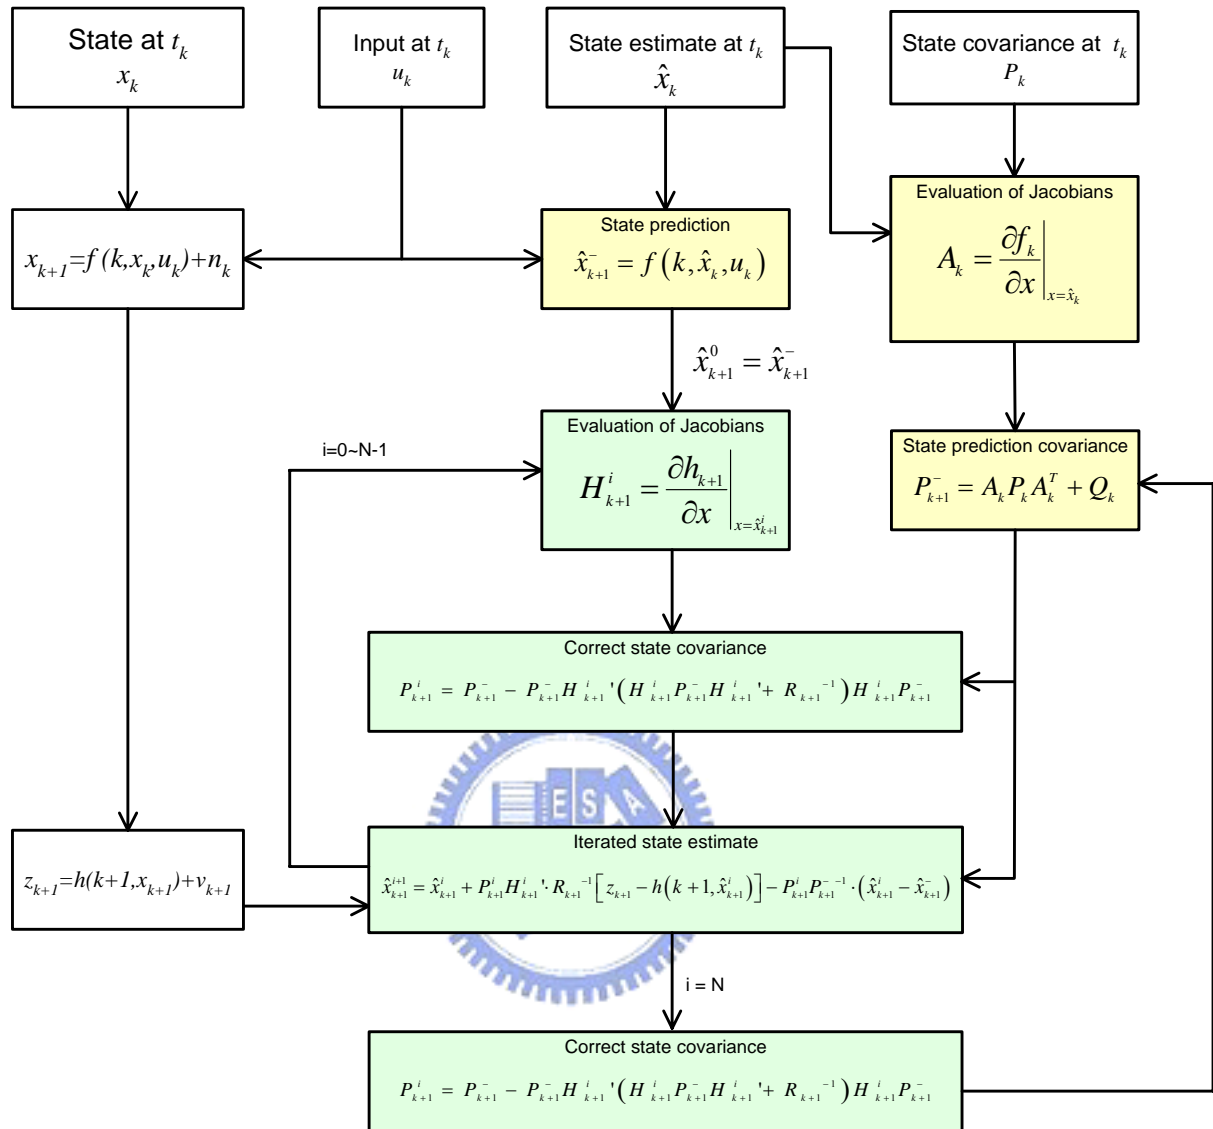 State at t_k
x_k
Input at t_k
u_k
State estimate at t_k
x̂_k
State covariance at t_k
P_k
x_{k+1}=f(k,x_k,u_k)+n_k
State prediction
x̂⁻_{k+1} = f(k, x̂_k, u_k)
Evaluation of Jacobians
A_k = ∂f_k/∂x |_{x=x̂_k}
x̂^0_{k+1} = x̂⁻_{k+1}
i=0~N-1
Evaluation of Jacobians
H^i_{k+1} = ∂h_{k+1}/∂x |_{x=x̂^i_{k+1}}
State prediction covariance
P⁻_{k+1} = A_k P_k A_k^T + Q_k
Correct state covariance
P^i_{k+1} = P⁻_{k+1} − P⁻_{k+1} H^i_{k+1}'(H^i_{k+1} P⁻_{k+1} H^i_{k+1}' + R_{k+1}^{-1}) H^i_{k+1} P⁻_{k+1}
ESA
z_{k+1}=h(k+1,x_{k+1})+v_{k+1}
Iterated state estimate
x̂^{i+1}_{k+1} = x̂^i_{k+1} + P^i_{k+1} H^i_{k+1}'·R_{k+1}^{-1}[z_{k+1} − h(k+1, x̂^i_{k+1})] − P^i_{k+1} P^{- -1}_{k+1}·(x̂^i_{k+1} − x̂⁻_{k+1})
i = N
Correct state covariance
P^i_{k+1} = P⁻_{k+1} − P⁻_{k+1} H^i_{k+1}'(H^i_{k+1} P⁻_{k+1} H^i_{k+1}' + R_{k+1}^{-1}) H^i_{k+1} P⁻_{k+1}